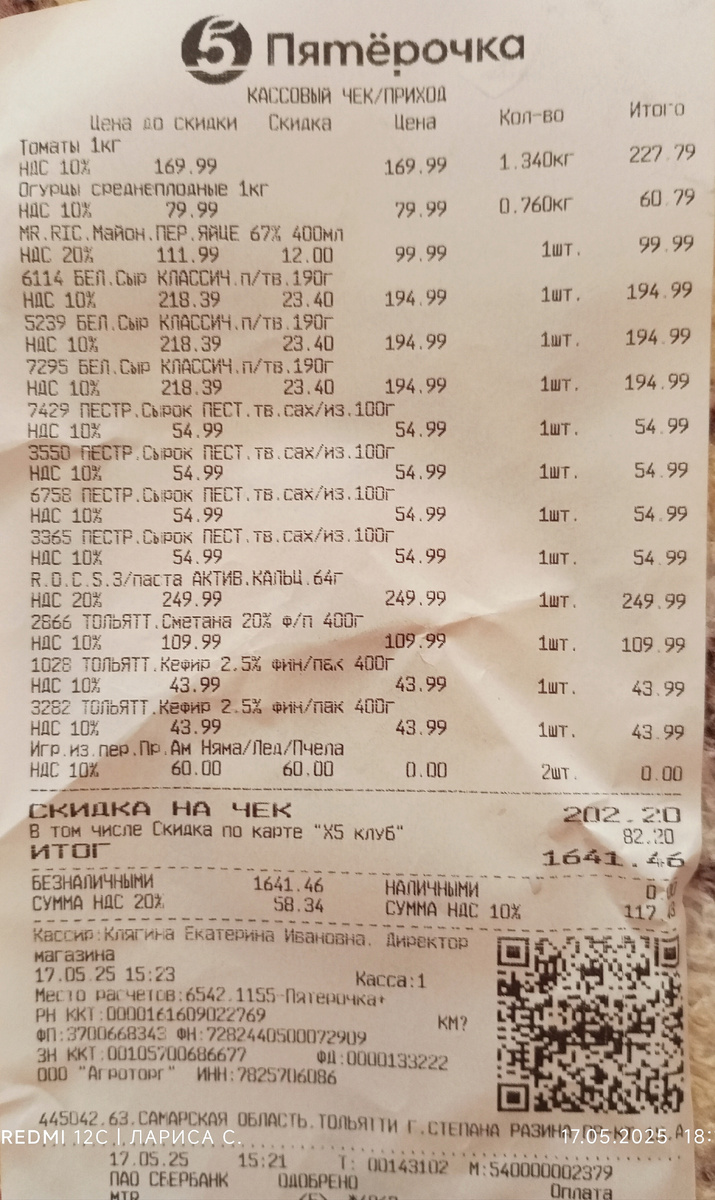 5 Пятёрочка
КАССОВЫЙ ЧЕК/ПРИХОД
Цена до скидки Скидка Цена Кол-во Итого
Томаты 1кг
НДС 10% 169.99 169.99 1.340кг 227.79
Огурцы среднеплодные 1кг
НДС 10% 79.99 79.99 0.760кг 60.79
MR.RIC.Майон.ПЕР.ЯЙЦЕ 67% 400мл
НДС 20% 111.99 12.00 99.99 1шт. 99.99
6114 БЕЛ.Сыр КЛАССИЧ.п/тв.190г
НДС 10% 218.39 23.40 194.99 1шт. 194.99
5239 БЕЛ.Сыр КЛАССИЧ.п/тв.190г
НДС 10% 218.39 23.40 194.99 1шт. 194.99
7295 БЕЛ.Сыр КЛАССИЧ.п/тв.190г
НДС 10% 218.39 23.40 194.99 1шт. 194.99
7429 ПЕСТР.Сырок ПЕСТ.тв.сах/из.100г
НДС 10% 54.99 54.99 1шт. 54.99
3550 ПЕСТР.Сырок ПЕСТ.тв.сах/из.100г
НДС 10% 54.99 54.99 1шт. 54.99
6758 ПЕСТР.Сырок ПЕСТ.тв.сах/из.100г
НДС 10% 54.99 54.99 1шт. 54.99
3365 ПЕСТР.Сырок ПЕСТ.тв.сах/из.100г
НДС 10% 54.99 54.99 1шт. 54.99
R.O.C.S.З/паста АКТИВ.КАЛЬЦ.64г
НДС 20% 249.99 249.99 1шт. 249.99
2866 ТОЛЬЯТТ.Сметана 20% ф/п 400г
НДС 10% 109.99 109.99 1шт. 109.99
1028 ТОЛЬЯТТ.Кефир 2.5% фин/пак 400г
НДС 10% 43.99 43.99 1шт. 43.99
3282 ТОЛЬЯТТ.Кефир 2.5% фин/пак 400г
НДС 10% 43.99 43.99 1шт. 43.99
Игр.из.пер.Пр.Ам Няма/Лед/Пчела
НДС 10% 60.00 60.00 0.00 2шт. 0.00
СКИДКА НА ЧЕК 202.20
В том числе Скидка по карте "X5 клуб" 82.20
ИТОГ 1641.46
БЕЗНАЛИЧНЫМИ 1641.46 НАЛИЧНЫМИ 0
СУММА НДС 20% 58.34 СУММА НДС 10% 117
Кассир:Клягина Екатерина Ивановна. Директор
магазина
17.05.25 15:23 Касса:1
Место расчетов:6542.1155-Пятерочка+
РН ККТ:0000161609022769 КМ?
ФП:3700668343 ФН:7282440500072909
ЗН ККТ:00105700686677 ФД:0000133222
ООО "Агроторг" ИНН:7825706086
445042.63.САМАРСКАЯ ОБЛАСТЬ.ТОЛЬЯТТИ Г.СТЕПАНА
REDMI 12C | ЛАРИСА С. 17.05.2025 18:
17.05.25 15:21 Т: 00143102 М:540000002379
ПАО СБЕРБАНК ОДОБРЕНО Оплата